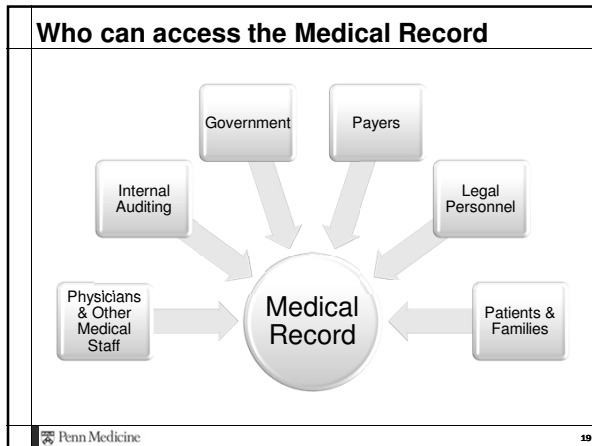 Who can access the Medical Record
Government
Payers
Internal
Auditing
Legal
Personnel
Physicians
& Other
Medical
Staff
Medical
Record
Patients &
Families
Penn Medicine
19